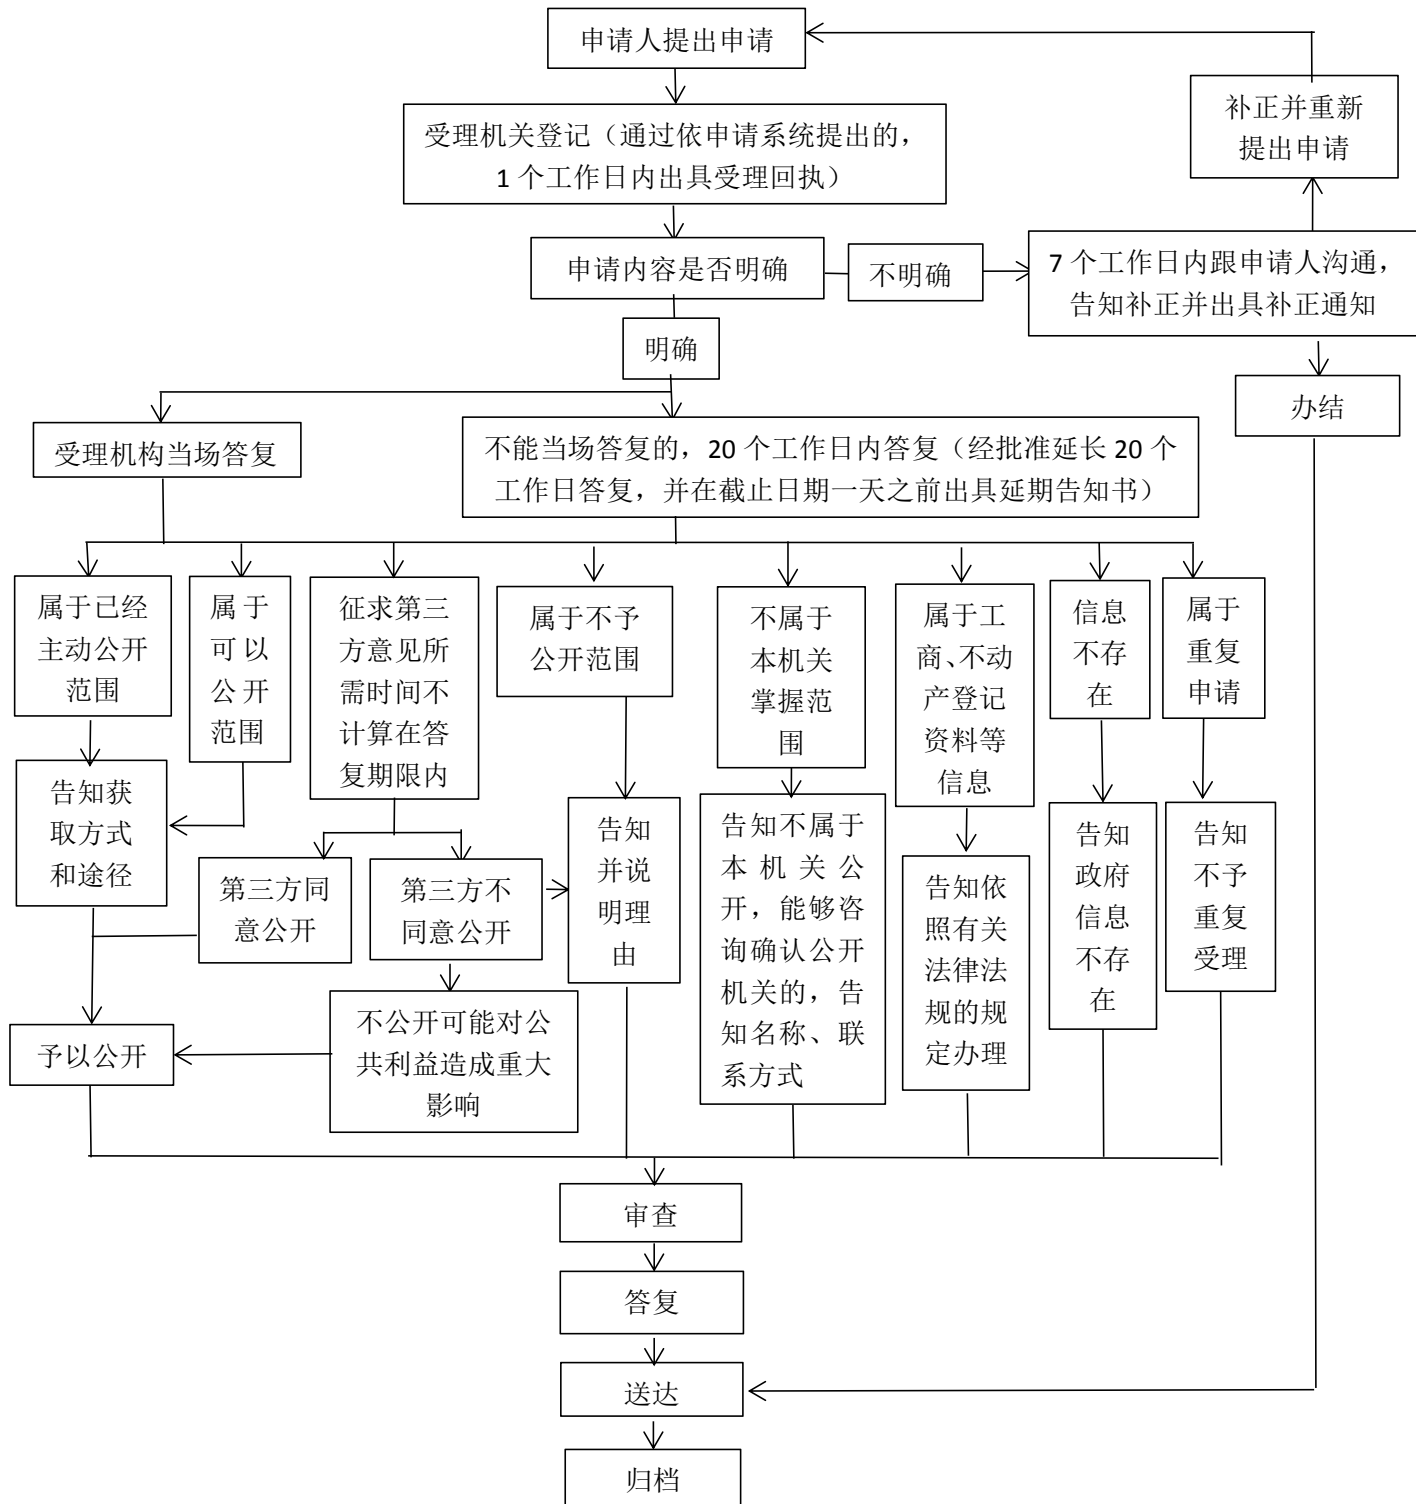 申请人提出申请
补正并重新
提出申请
受理机关登记（通过依申请系统提出的，
1 个工作日内出具受理回执）
申请内容是否明确
不明确
7 个工作日内跟申请人沟通，
告知补正并出具补正通知
明确
办结
受理机构当场答复
不能当场答复的，20 个工作日内答复（经批准延长 20 个
工作日答复，并在截止日期一天之前出具延期告知书）
属于已经
主动公开
范围
属于
可以
公开
范围
征求第三
方意见所
需时间不
计算在答
复期限内
属于不予
公开范围
不属于
本机关
掌握范
围
属于工
商、不动
产登记
资料等
信息
信息
不存
在
属于
重复
申请
告知获
取方式
和途径
第三方同
意公开
第三方不
同意公开
告知
并说
明理
由
告知不属于
本机关公
开，能够咨
询确认公开
机关的，告
知名称、联
系方式
告知依
照有关
法律法
规的规
定办理
告知
政府
信息
不存
在
告知
不予
重复
受理
予以公开
不公开可能对公
共利益造成重大
影响
审查
答复
送达
归档